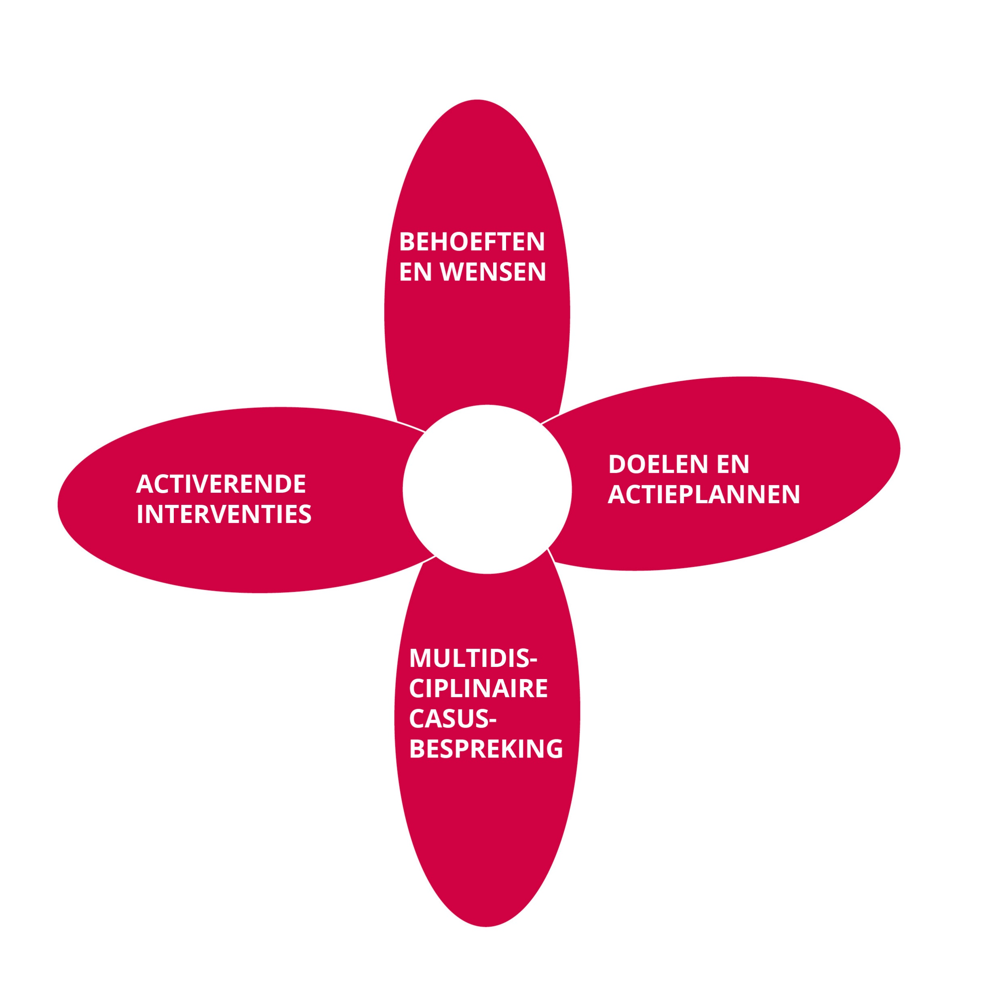 BEHOEFTEN
EN WENSEN
DOELEN EN
ACTIEPLANNEN
ACTIVERENDE
INTERVENTIES
MULTIDIS-
CIPLINAIRE
CASUS-
BESPREKING